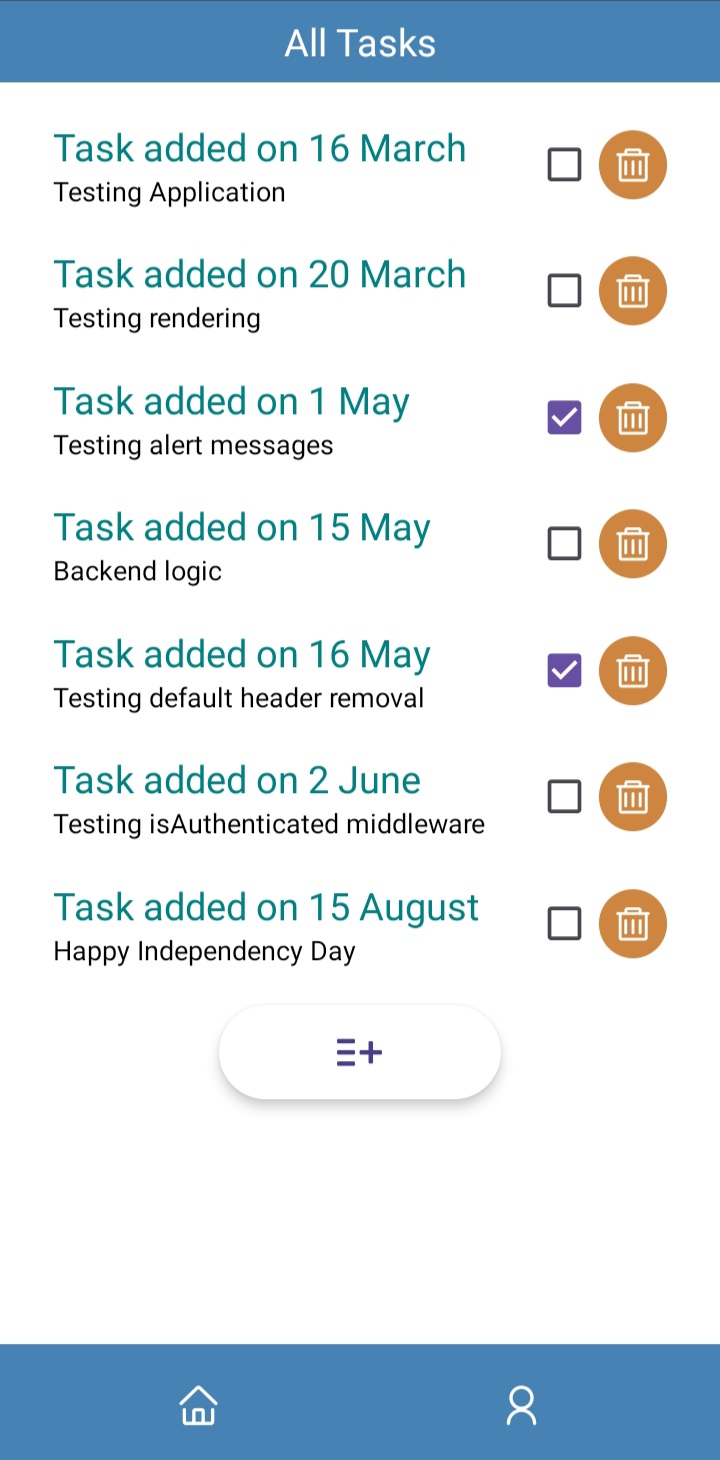 All Tasks
Task added on 16 March
Testing Application
Task added on 20 March
Testing rendering
Task added on 1 May
Testing alert messages
Task added on 15 May
Backend logic
Task added on 16 May
Testing default header removal
Task added on 2 June
Testing isAuthenticated middleware
Task added on 15 August
Happy Independency Day